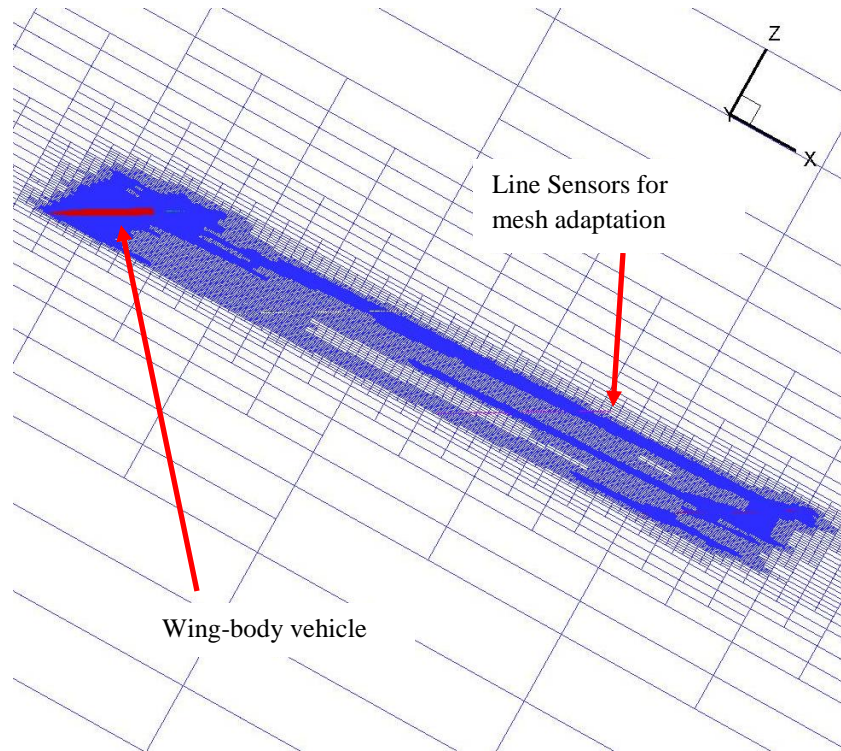 Z
Y
X
Line Sensors for
mesh adaptation
Wing-body vehicle